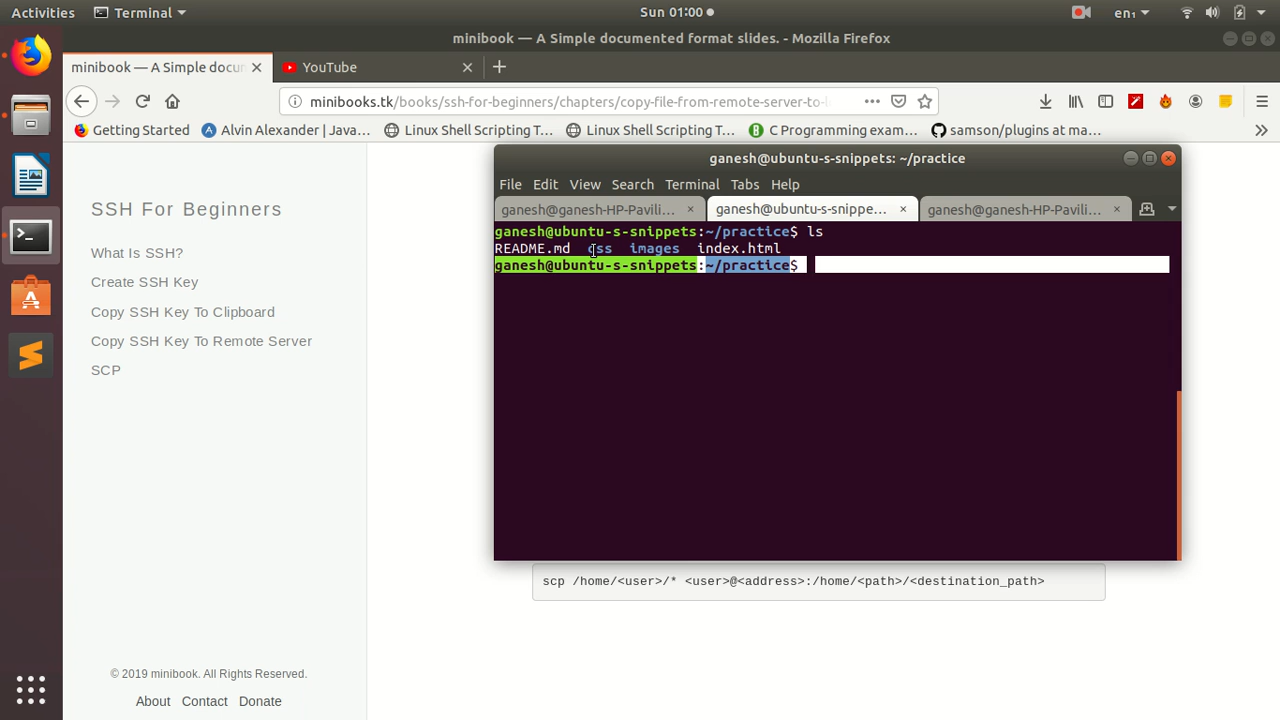 Activities Terminal Sun 01:00 en₁
minibook — A Simple documented format slides. - Mozilla Firefox
minibook — A Simple docu YouTube
minibooks.tk/books/ssh-for-beginners/chapters/copy-file-from-remote-server-to-l
Getting Started Alvin Alexander | Java… Linux Shell Scripting T… Linux Shell Scripting T… C Programming exam… samson/plugins at ma…
SSH For Beginners
What Is SSH?
Create SSH Key
Copy SSH Key To Clipboard
Copy SSH Key To Remote Server
SCP
© 2019 minibook. All Rights Reserved.
About Contact Donate
ganesh@ubuntu-s-snippets: ~/practice
File Edit View Search Terminal Tabs Help
ganesh@ganesh-HP-Pavili… ganesh@ubuntu-s-snippe… ganesh@ganesh-HP-Pavili…
ganesh@ubuntu-s-snippets:~/practice$ ls
README.md css images index.html
ganesh@ubuntu-s-snippets:~/practice$
scp /home/<user>/* <user>@<address>:/home/<path>/<destination_path>